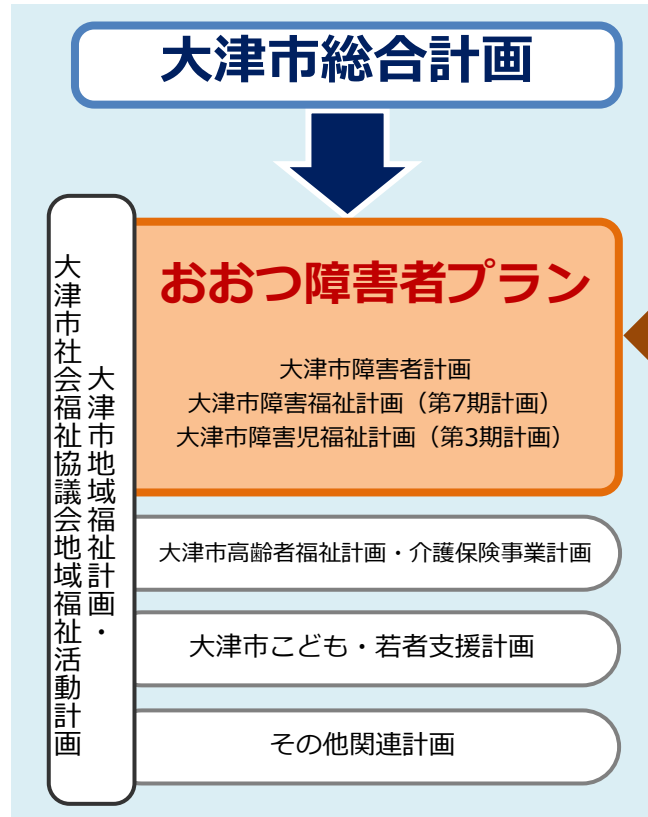 大津市総合計画
大津市地域福祉計画・
大津市社会福祉協議会地域福祉活動計画
おおつ障害者プラン
大津市障害者計画
大津市障害福祉計画（第7期計画）
大津市障害児福祉計画（第3期計画）
大津市高齢者福祉計画・介護保険事業計画
大津市こども・若者支援計画
その他関連計画